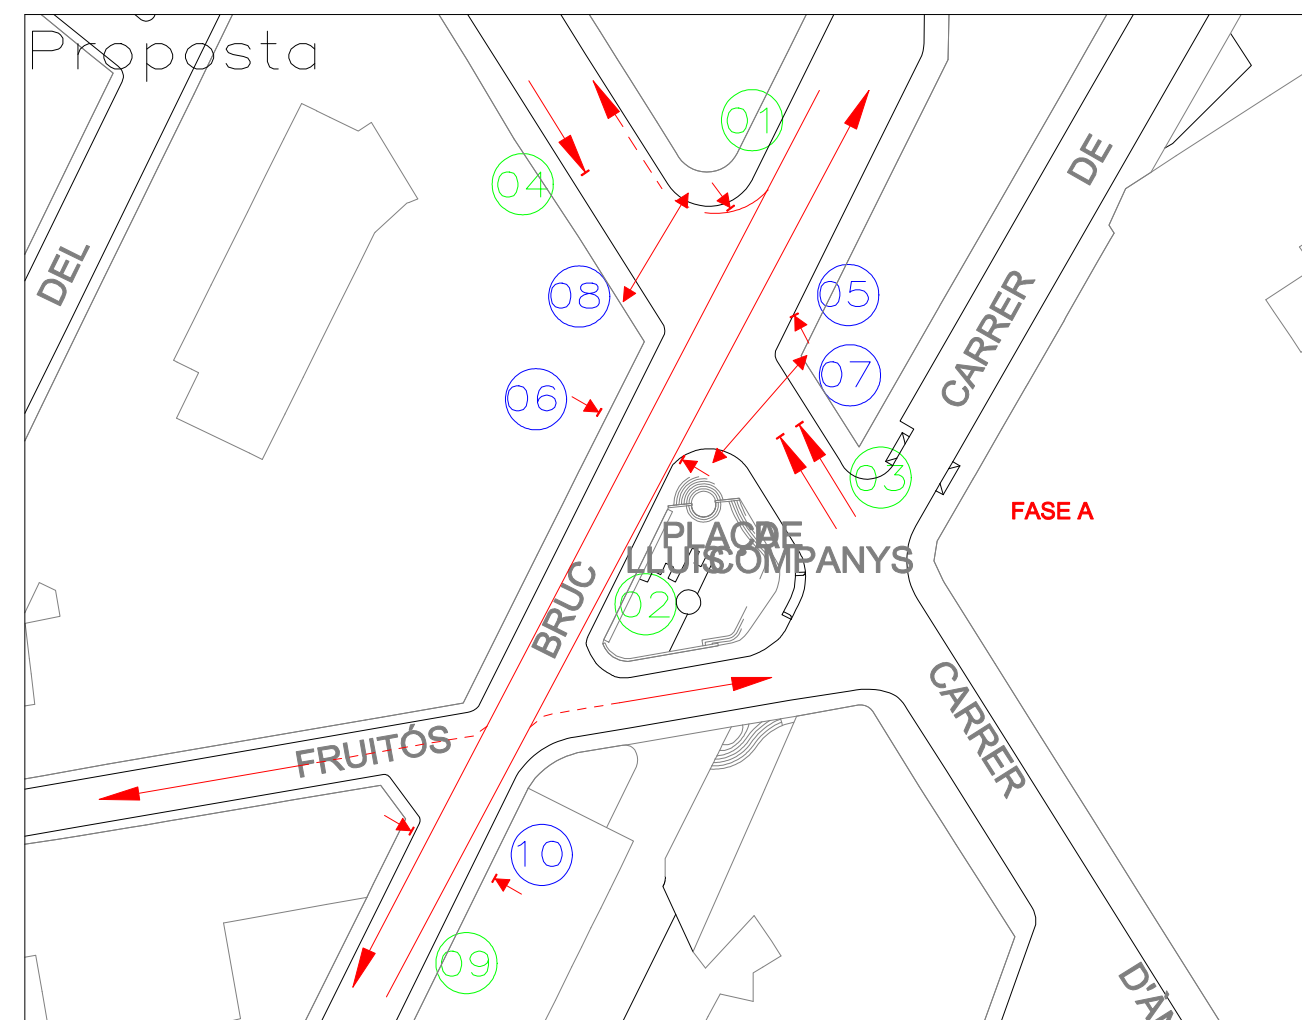 Proposta
01
DE
04
DEL
08
05
CARRER
07
06
03
FASE A
PLAÇA DE
LLUIS COMPANYS
02
BRUC
CARRER
FRUITÓS
10
09